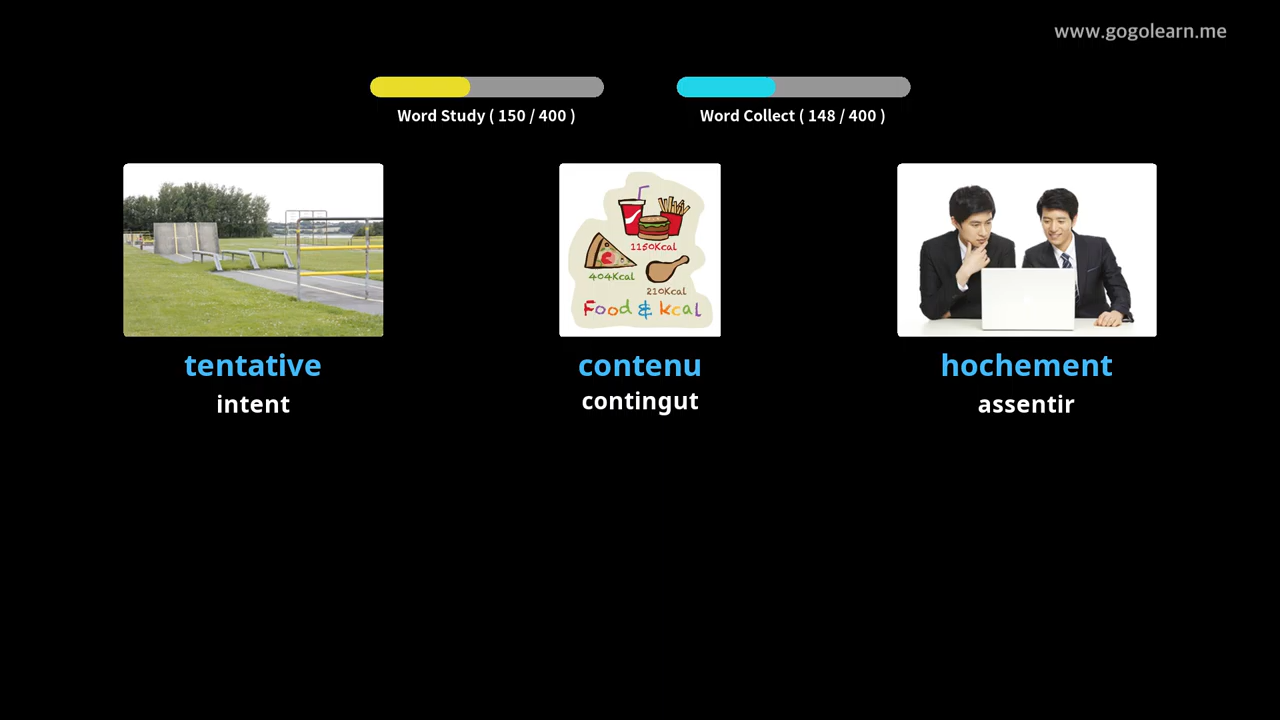 www.gogolearn.me
Word Study ( 150 / 400 )
Word Collect ( 148 / 400 )
1150Kcal
404Kcal
210Kcal
Food & kcal
tentative
contenu
hochement
intent
contingut
assentir